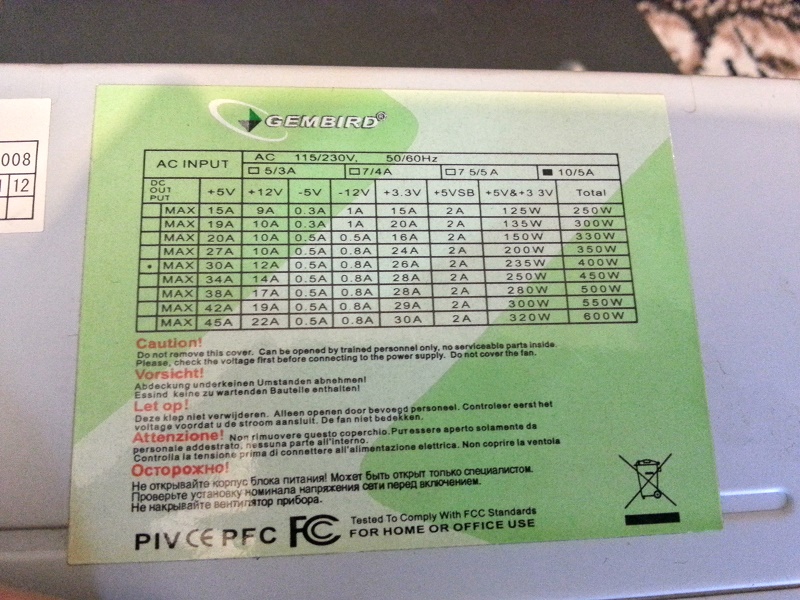 GEMBIRD®
008
12
AC INPUT
AC 115/230V, 50/60Hz
□ 5/3A □ 7/4A □ 7 5/5A ■ 10/5A
DC OUT PUT +5V +12V -5V -12V +3.3V +5VSB +5V&+3 3V Total
MAX 15A 9A 0.3A 1A 15A 2A 125W 250W
MAX 19A 10A 0.3A 1A 20A 2A 135W 300W
MAX 20A 10A 0.5A 0.5A 16A 2A 150W 330W
MAX 27A 10A 0.5A 0.8A 24A 2A 200W 350W
• MAX 30A 12A 0.5A 0.8A 26A 2A 235W 400W
MAX 34A 14A 0.5A 0.8A 28A 2A 250W 450W
MAX 38A 17A 0.5A 0.8A 28A 2A 280W 500W
MAX 42A 19A 0.5A 0.8A 29A 2A 300W 550W
MAX 45A 22A 0.5A 0.8A 30A 2A 320W 600W
Caution!
Do not remove this cover. Can be opened by trained personnel only, no serviceable parts inside.
Please, check the voltage first before connecting to the power supply. Do not cover the fan.
Vorsicht!
Abdeckung underkeinen Umstanden abnehmen!
Essind keine zu wartenden Bauteile enthalten!
Let op!
Deze klep niet verwijderen. Alleen openen door bevoegd personeel. Controleer eerst het
voltage voordat u de stroom aansluit. De fan niet bedekken.
Attenzione! Non rimuovere questo coperchio.Puressere aperto solamente da
personale addestrato, nessuna parte all'interno.
Controlla la tensione prima di connettere all'alimentazione elettrica. Non coprire la ventola
Осторожно!
Не открывайте корпус блока питания! Может быть открыт только специалистом.
Проверьте установку номинала напряжения сети перед включением.
Не накрывайте вентилятор прибора.
PIV CE PFC FC Tested To Comply With FCC Standards
FOR HOME OR OFFICE USE